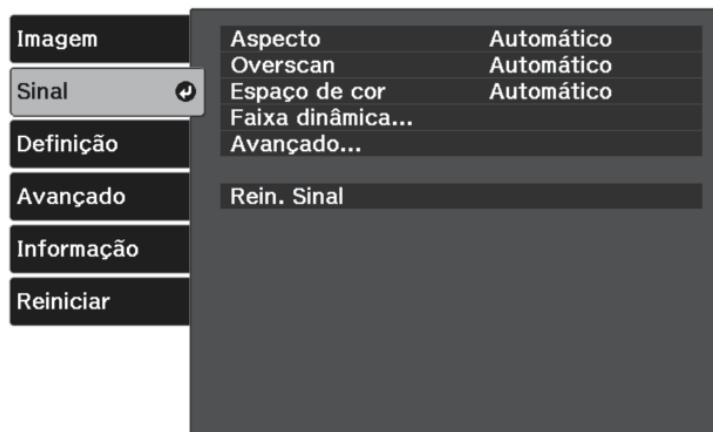 Imagem
Sinal
Definição
Avançado
Informação
Reiniciar
Aspecto Automático
Overscan Automático
Espaço de cor Automático
Faixa dinâmica...
Avançado...
Rein. Sinal